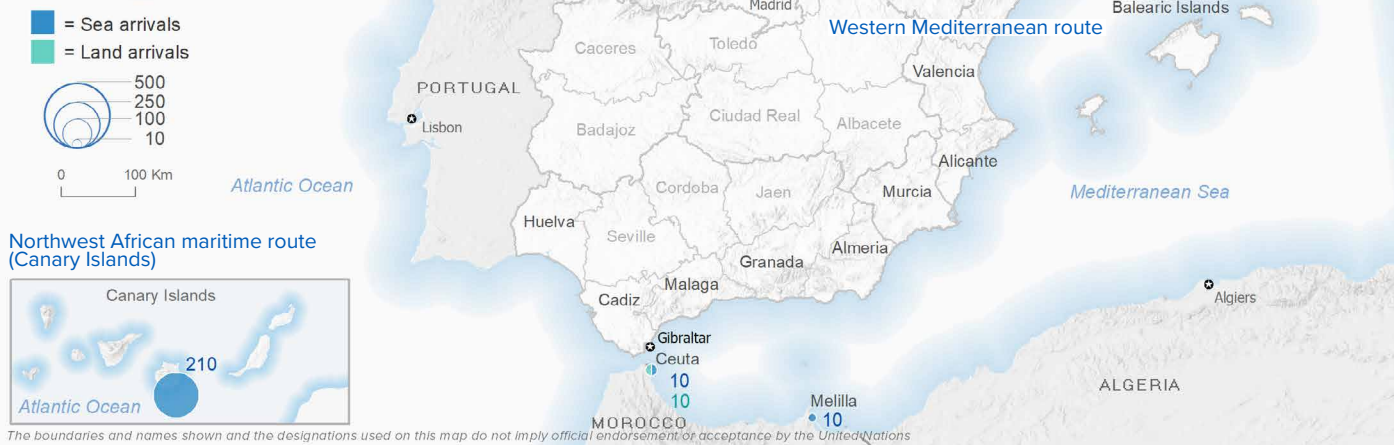 = Sea arrivals
= Land arrivals
500
250
100
10
0 100 Km
Madrid
Western Mediterranean route
Balearic Islands
Caceres
Toledo
Valencia
PORTUGAL
Lisbon
Badajoz
Ciudad Real
Albacete
Alicante
Atlantic Ocean
Cordoba
Jaen
Murcia
Mediterranean Sea
Huelva
Seville
Almeria
Granada
Malaga
Cadiz
Algiers
Gibraltar
Ceuta
10
10
Melilla
10
MOROCCO
ALGERIA
Northwest African maritime route
(Canary Islands)
Canary Islands
210
Atlantic Ocean
The boundaries and names shown and the designations used on this map do not imply official endorsement or acceptance by the United Nations